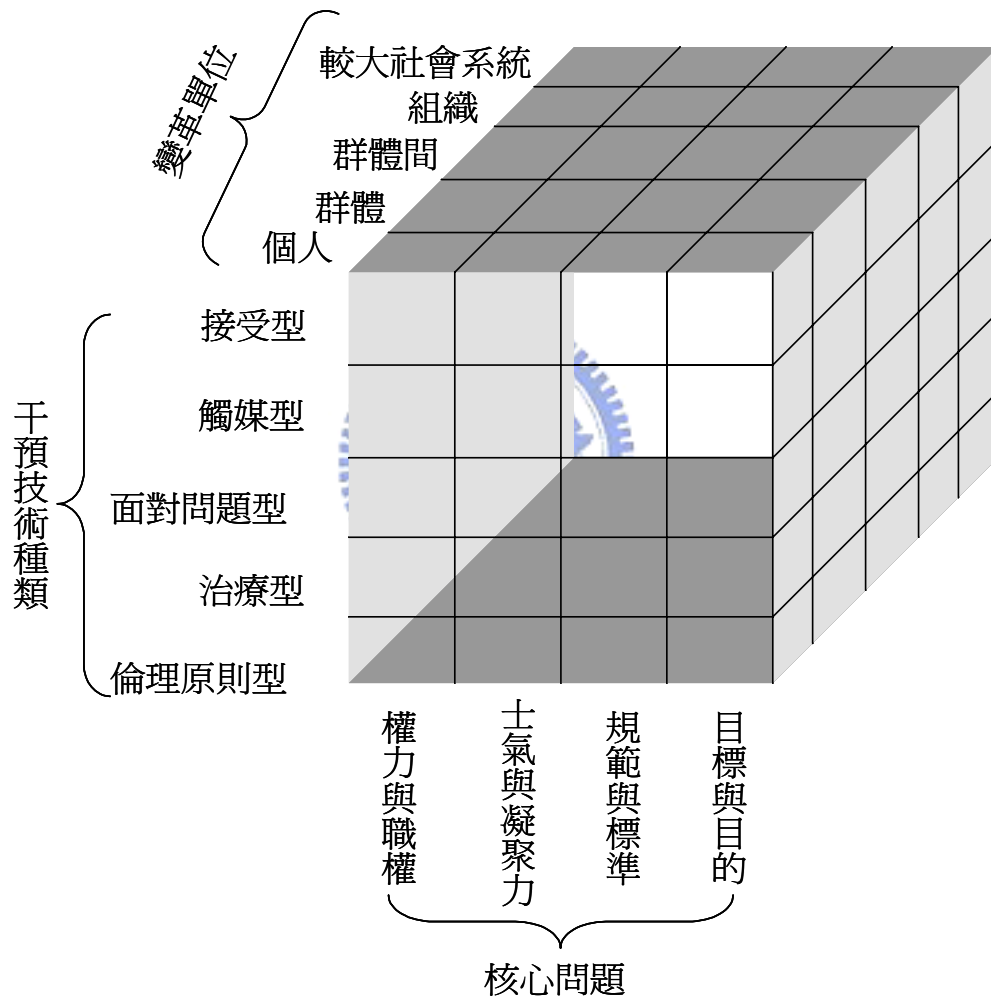 變革單位
較大社會系統
組織
群體間
群體
個人
干預技術種類
接受型
觸媒型
面對問題型
治療型
倫理原則型
權力與職權
士氣與凝聚力
規範與標準
目標與目的
核心問題